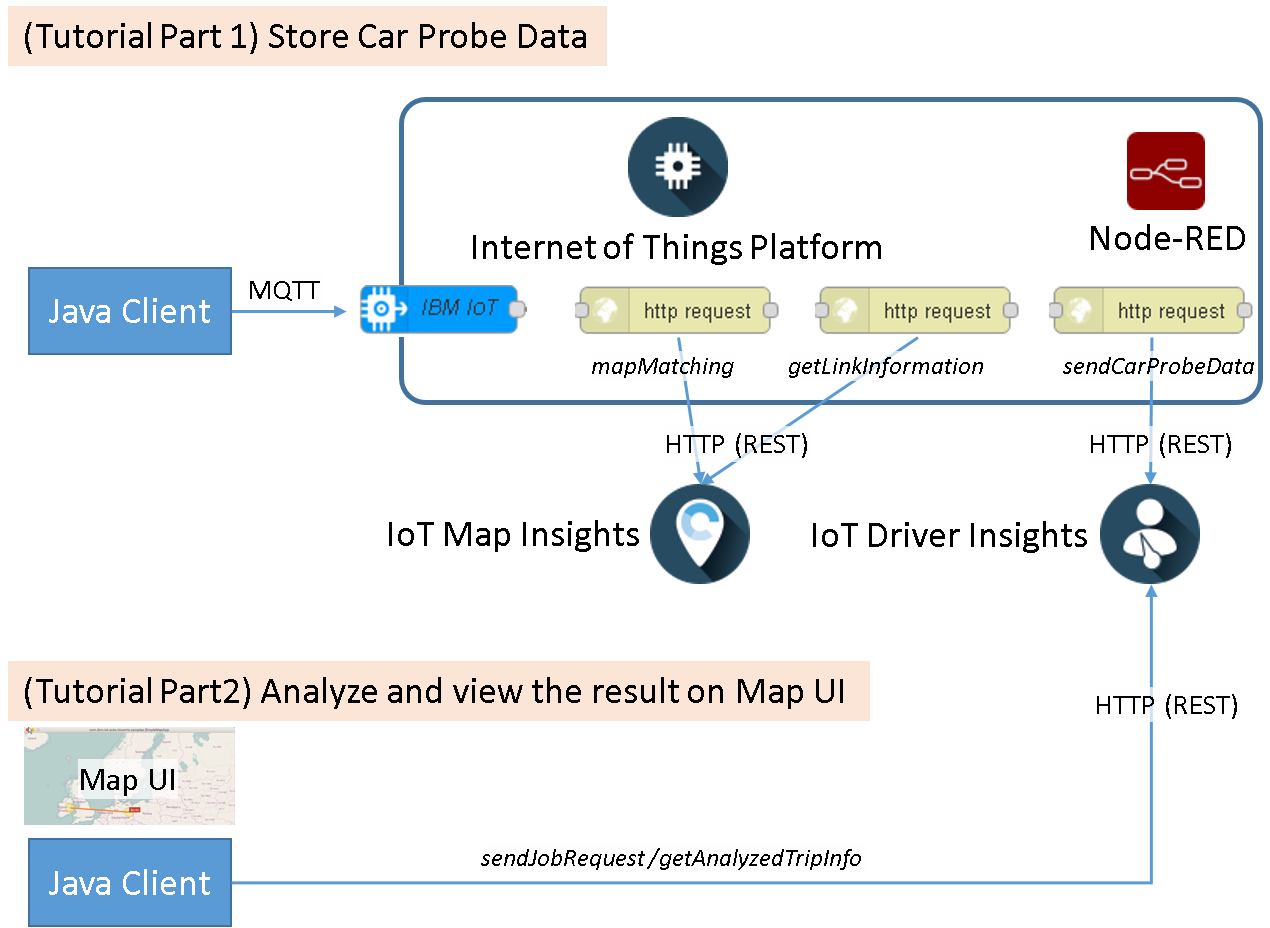 (Tutorial Part 1) Store Car Probe Data
Internet of Things Platform
Node-RED
Java Client
MQTT
IBM IoT
http request
http request
http request
mapMatching
getLinkInformation
sendCarProbeData
HTTP (REST)
HTTP (REST)
IoT Map Insights
IoT Driver Insights
(Tutorial Part2) Analyze and view the result on Map UI
HTTP (REST)
Map UI
sendJobRequest /getAnalyzedTripInfo
Java Client